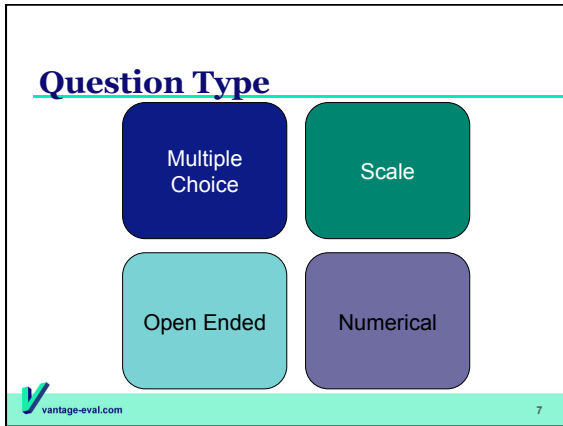 Question Type
Multiple
Choice
Scale
Open Ended
Numerical
vantage-eval.com
7